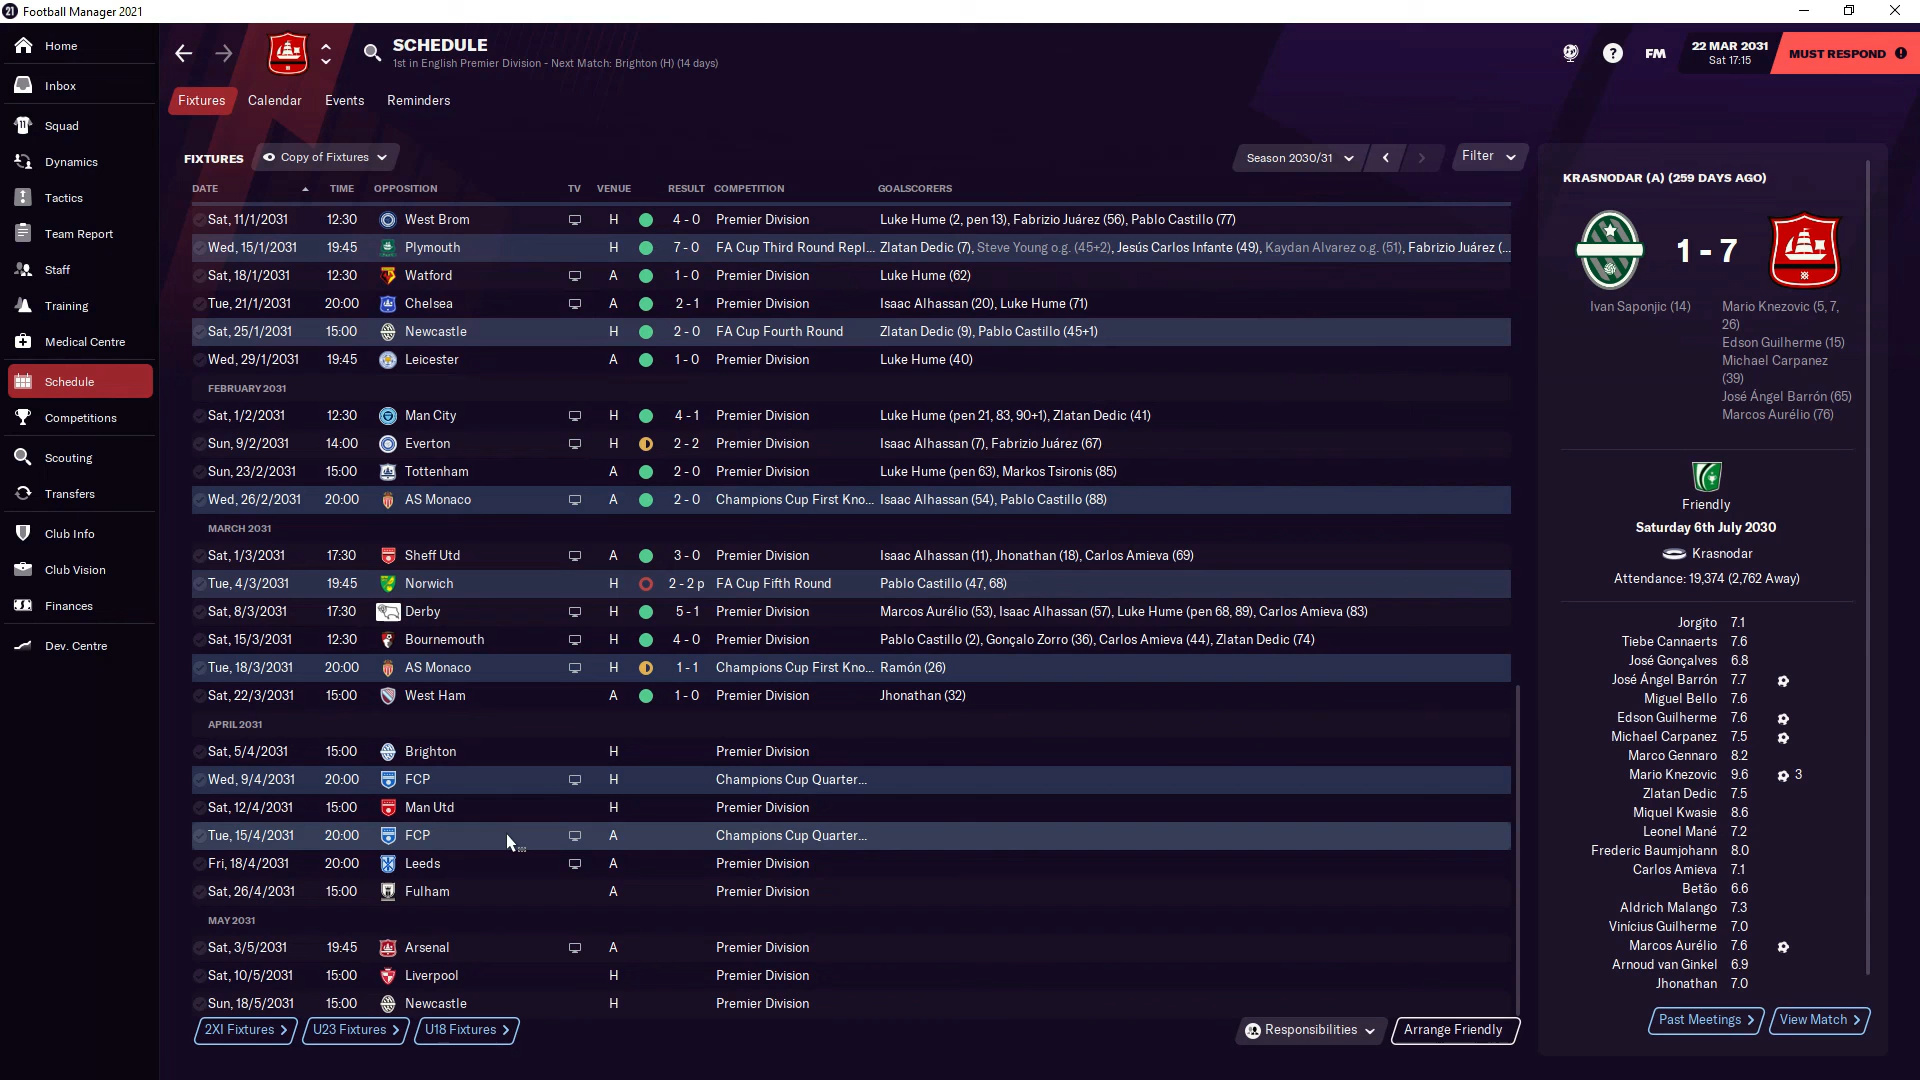 Football Manager 2021
Home
Inbox
Squad
Dynamics
Tactics
Team Report
Staff
Training
Medical Centre
Schedule
Competitions
Scouting
Transfers
Club Info
Club Vision
Finances
Dev. Centre
SCHEDULE
1st in English Premier Division - Next Match: Brighton (H) (14 days)
FM
22 MAR 2031
Sat 17:15
MUST RESPOND
Fixtures Calendar Events Reminders
FIXTURES Copy of Fixtures Season 2030/31 Filter
DATE TIME OPPOSITION TV VENUE RESULT COMPETITION GOALSCORERS
Sat, 11/1/2031 12:30 West Brom H 4 - 0 Premier Division Luke Hume (2, pen 13), Fabrizio Juárez (56), Pablo Castillo (77)
Wed, 15/1/2031 19:45 Plymouth H 7 - 0 FA Cup Third Round Repl... Zlatan Dedic (7), Steve Young o.g. (45+2), Jesús Carlos Infante (49), Kaydan Alvarez o.g. (51), Fabrizio Juárez (...
Sat, 18/1/2031 12:30 Watford A 1 - 0 Premier Division Luke Hume (62)
Tue, 21/1/2031 20:00 Chelsea A 2 - 1 Premier Division Isaac Alhassan (20), Luke Hume (71)
Sat, 25/1/2031 15:00 Newcastle H 2 - 0 FA Cup Fourth Round Zlatan Dedic (9), Pablo Castillo (45+1)
Wed, 29/1/2031 19:45 Leicester A 1 - 0 Premier Division Luke Hume (40)
FEBRUARY 2031
Sat, 1/2/2031 12:30 Man City H 4 - 1 Premier Division Luke Hume (pen 21, 83, 90+1), Zlatan Dedic (41)
Sun, 9/2/2031 14:00 Everton H 2 - 2 Premier Division Isaac Alhassan (7), Fabrizio Juárez (67)
Sun, 23/2/2031 15:00 Tottenham A 2 - 0 Premier Division Luke Hume (pen 63), Markos Tsironis (85)
Wed, 26/2/2031 20:00 AS Monaco A 2 - 0 Champions Cup First Kno... Isaac Alhassan (54), Pablo Castillo (88)
MARCH 2031
Sat, 1/3/2031 17:30 Sheff Utd A 3 - 0 Premier Division Isaac Alhassan (11), Jhonathan (18), Carlos Amieva (69)
Tue, 4/3/2031 19:45 Norwich H 2 - 2 p FA Cup Fifth Round Pablo Castillo (47, 68)
Sat, 8/3/2031 17:30 Derby H 5 - 1 Premier Division Marcos Aurélio (53), Isaac Alhassan (57), Luke Hume (pen 68, 89), Carlos Amieva (83)
Sat, 15/3/2031 12:30 Bournemouth H 4 - 0 Premier Division Pablo Castillo (2), Gonçalo Zorro (36), Carlos Amieva (44), Zlatan Dedic (74)
Tue, 18/3/2031 20:00 AS Monaco H 1 - 1 Champions Cup First Kno... Ramón (26)
Sat, 22/3/2031 15:00 West Ham A 1 - 0 Premier Division Jhonathan (32)
APRIL 2031
Sat, 5/4/2031 15:00 Brighton H Premier Division
Wed, 9/4/2031 20:00 FCP H Champions Cup Quarter...
Sat, 12/4/2031 15:00 Man Utd H Premier Division
Tue, 15/4/2031 20:00 FCP A Champions Cup Quarter...
Fri, 18/4/2031 20:00 Leeds A Premier Division
Sat, 26/4/2031 15:00 Fulham A Premier Division
MAY 2031
Sat, 3/5/2031 19:45 Arsenal A Premier Division
Sat, 10/5/2031 15:00 Liverpool H Premier Division
Sun, 18/5/2031 15:00 Newcastle H Premier Division
2XI Fixtures U23 Fixtures U18 Fixtures Responsibilities Arrange Friendly
KRASNODAR (A) (259 DAYS AGO)
1 - 7
Ivan Saponjic (14)
Mario Knezovic (5, 7,
26)
Edson Guilherme (15)
Michael Carpanez
(39)
José Ángel Barrón (65)
Marcos Aurélio (76)
Friendly
Saturday 6th July 2030
Krasnodar
Attendance: 19,374 (2,762 Away)
Jorgito 7.1
Tiebe Cannaerts 7.6
José Gonçalves 6.8
José Ángel Barrón 7.7
Miguel Bello 7.6
Edson Guilherme 7.6
Michael Carpanez 7.5
Marco Gennaro 8.2
Mario Knezovic 9.6 3
Zlatan Dedic 7.5
Miquel Kwasie 8.6
Leonel Mané 7.2
Frederic Baumjohann 8.0
Carlos Amieva 7.1
Betão 6.6
Aldrich Malango 7.3
Vinícius Guilherme 7.0
Marcos Aurélio 7.6
Arnoud van Ginkel 6.9
Jhonathan 7.0
Past Meetings View Match